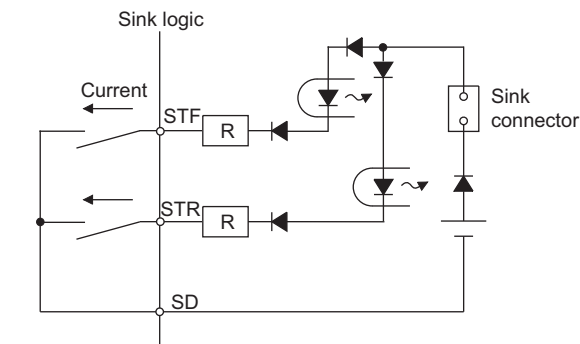 Sink logic
Current
STF
R
Sink
connector
STR
R
SD